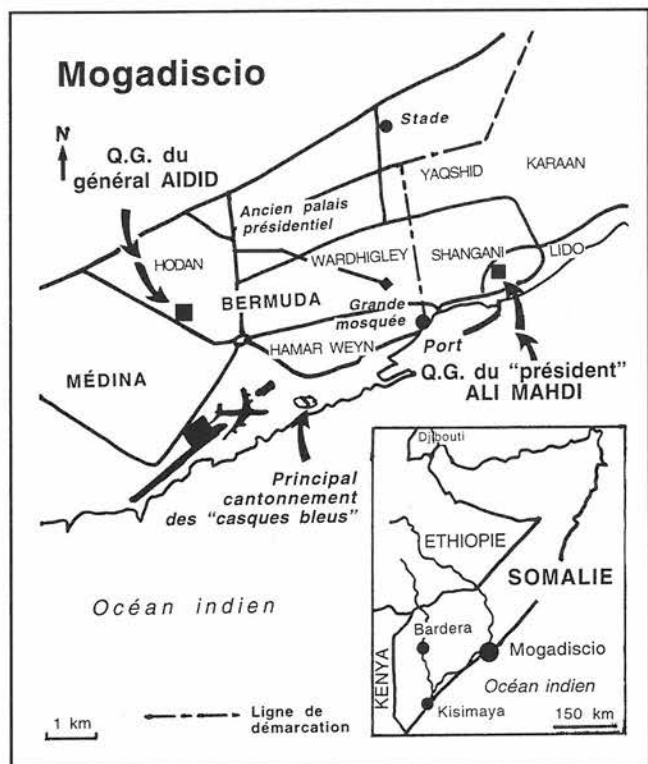 Mogadiscio
N
Q.G. du
général AIDID
Stade
YAQSHID
KARAAN
Ancien palais
présidentiel
HODAN
WARDHIGLEY
SHANGANI
LIDO
BERMUDA
Grande
mosquée
HAMAR WEYN
Port
MÉDINA
Q.G. du "président"
ALI MAHDI
Principal
cantonnement
des "casques bleus"
Océan indien
1 km
Ligne de
démarcation
Djibouti
ETHIOPIE
SOMALIE
Bardera
Mogadiscio
KENYA
Océan indien
Kisimaya
150 km